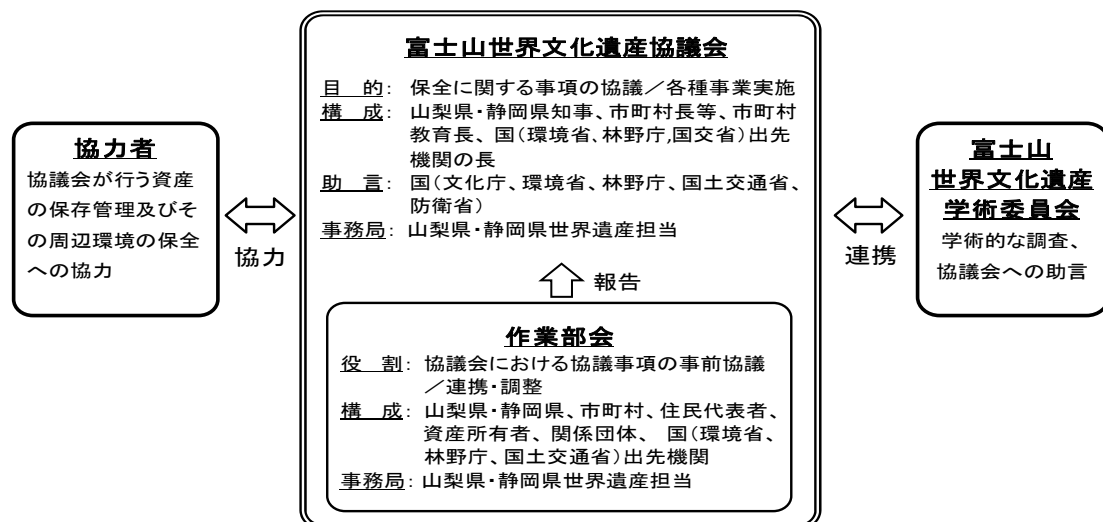 協力者
協議会が行う資産
の保存管理及びそ
の周辺環境の保全
への協力
協力
富士山世界文化遺産協議会
目 的: 保全に関する事項の協議／各種事業実施
構 成: 山梨県・静岡県知事、市町村長等、市町村
教育長、国(環境省、林野庁,国交省)出先
機関の長
助 言: 国(文化庁、環境省、林野庁、国土交通省、
防衛省)
事務局: 山梨県・静岡県世界遺産担当
報告
作業部会
役 割: 協議会における協議事項の事前協議
／連携・調整
構 成: 山梨県・静岡県、市町村、住民代表者、
資産所有者、関係団体、 国(環境省、
林野庁、国土交通省)出先機関
事務局: 山梨県・静岡県世界遺産担当
連携
富士山
世界文化遺産
学術委員会
学術的な調査、
協議会への助言